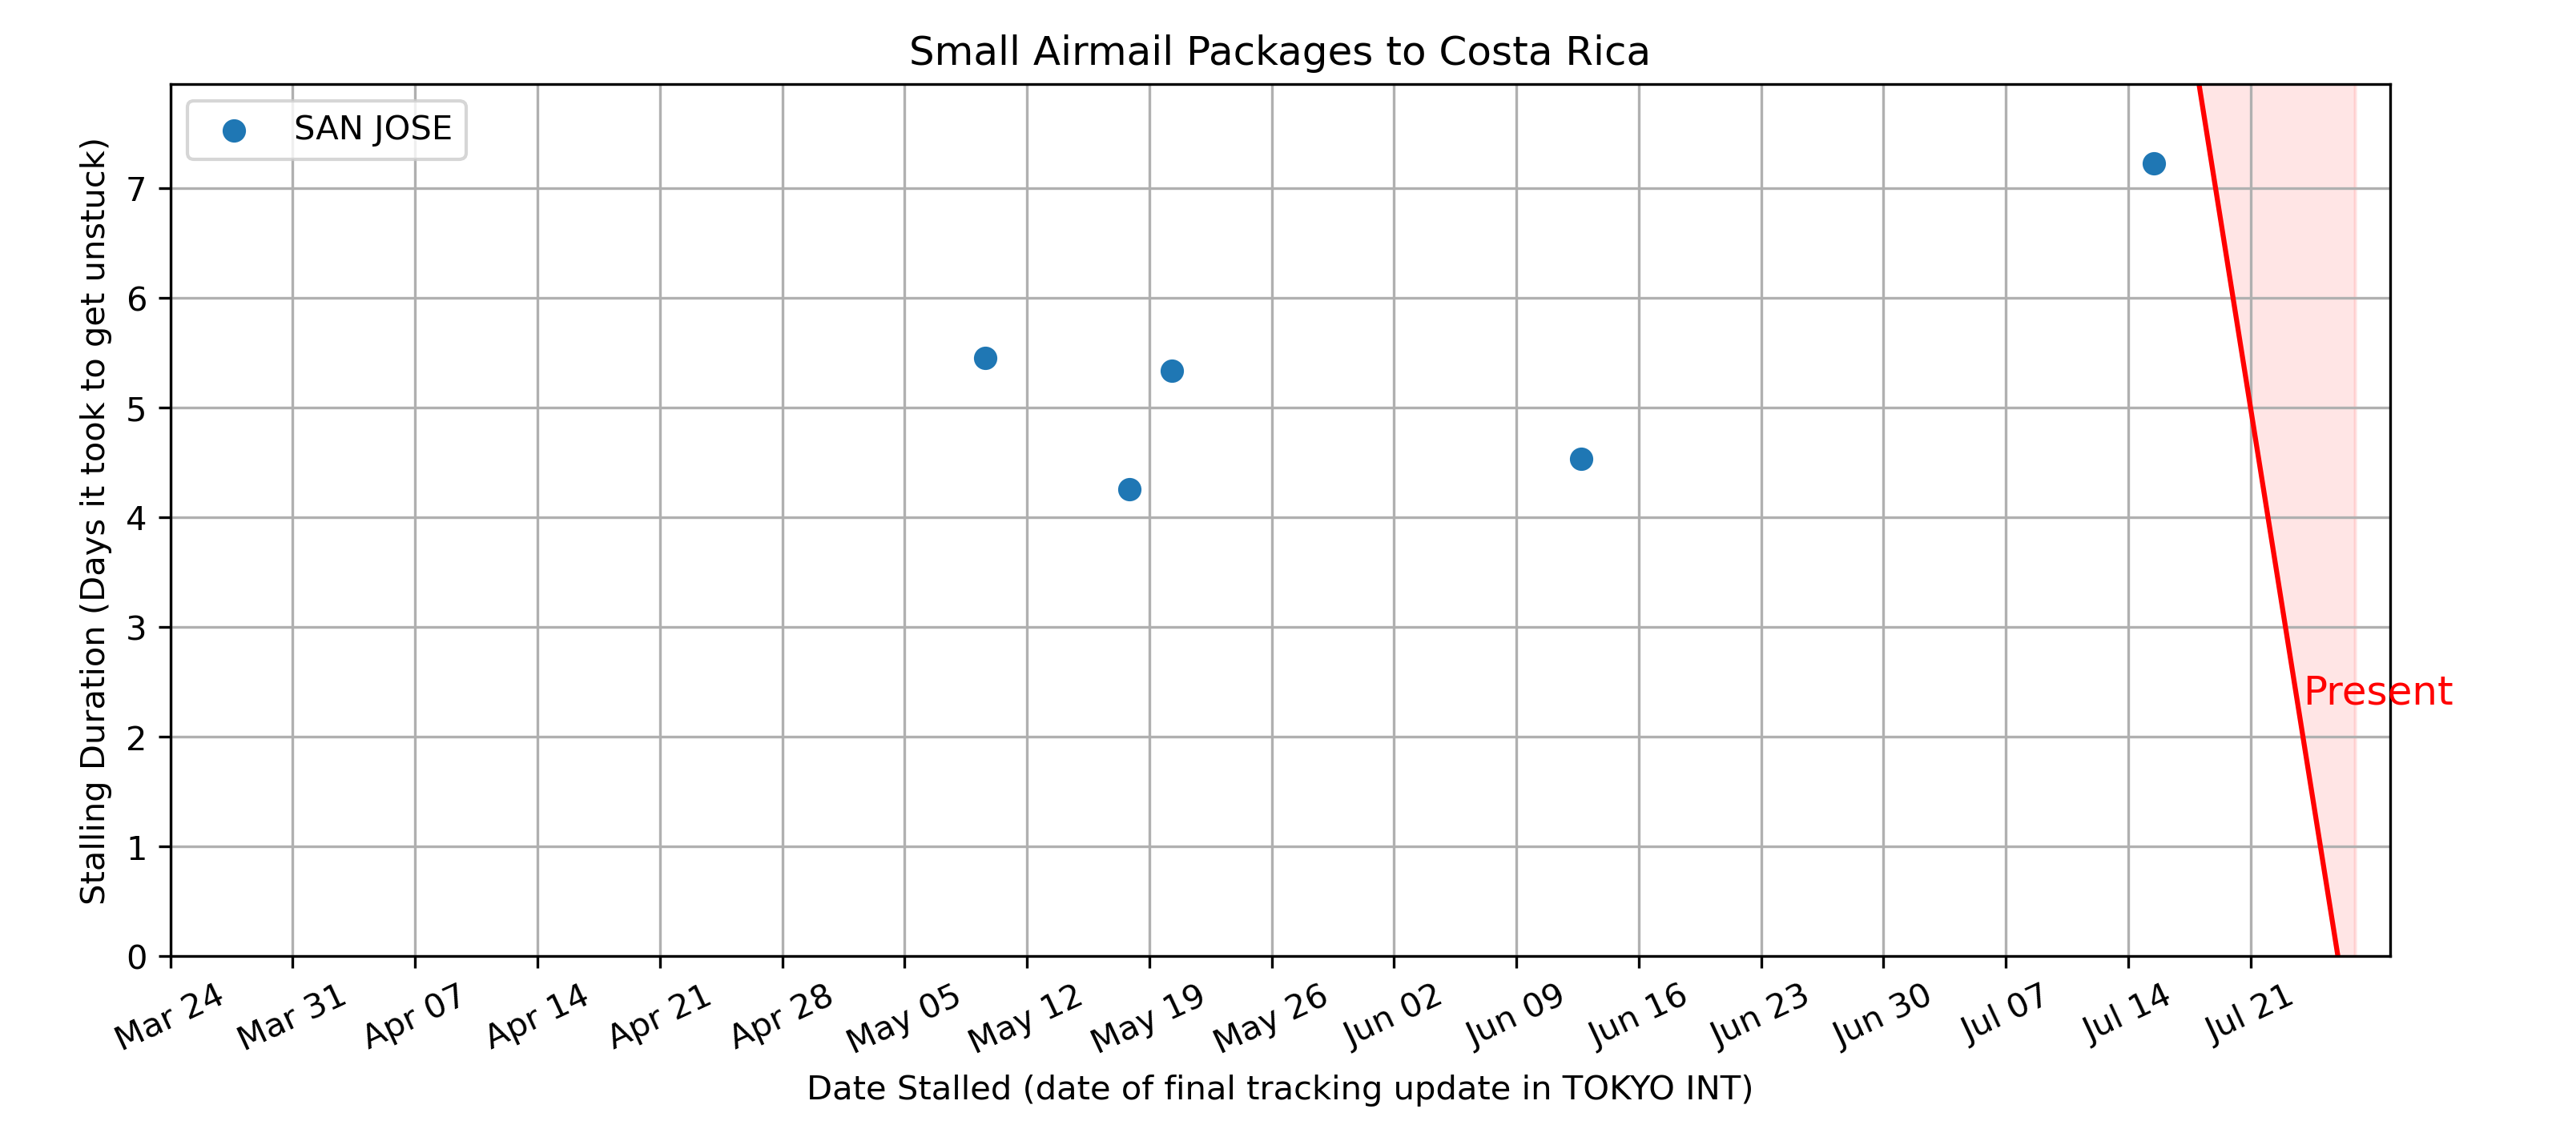 Small Airmail Packages to Costa Rica
SAN JOSE
Stalling Duration (Days it took to get unstuck)
7
6
5
4
3
2
1
0
Present
Mar 24 Mar 31 Apr 07 Apr 14 Apr 21 Apr 28 May 05 May 12 May 19 May 26 Jun 02 Jun 09 Jun 16 Jun 23 Jun 30 Jul 07 Jul 14 Jul 21
Date Stalled (date of final tracking update in TOKYO INT)